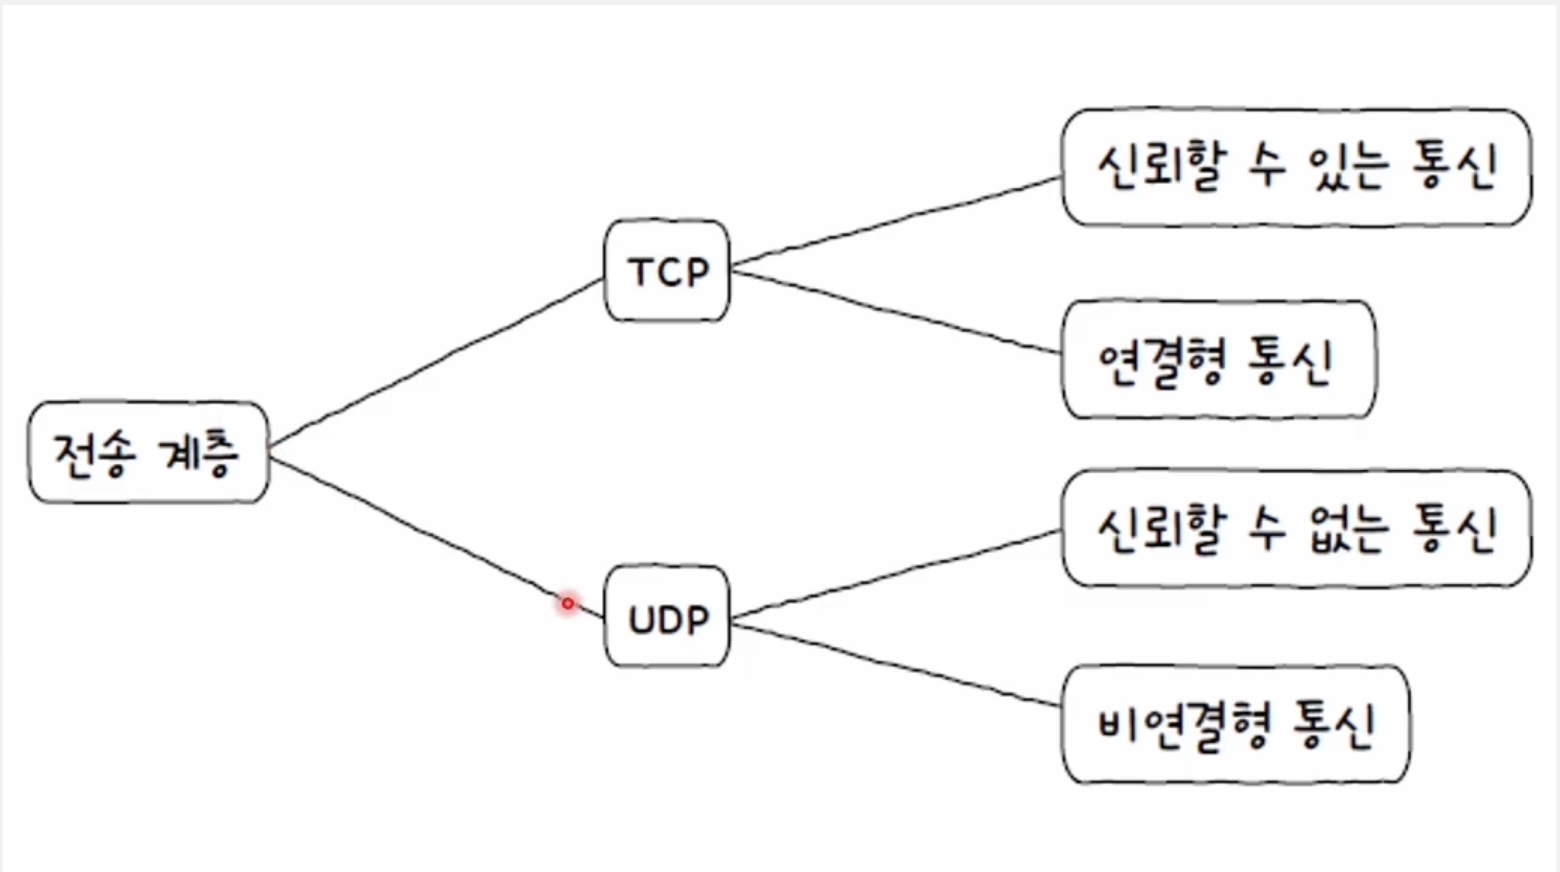 신뢰할 수 있는 통신
TCP
연결형 통신
전송 계층
신뢰할 수 없는 통신
UDP
비연결형 통신